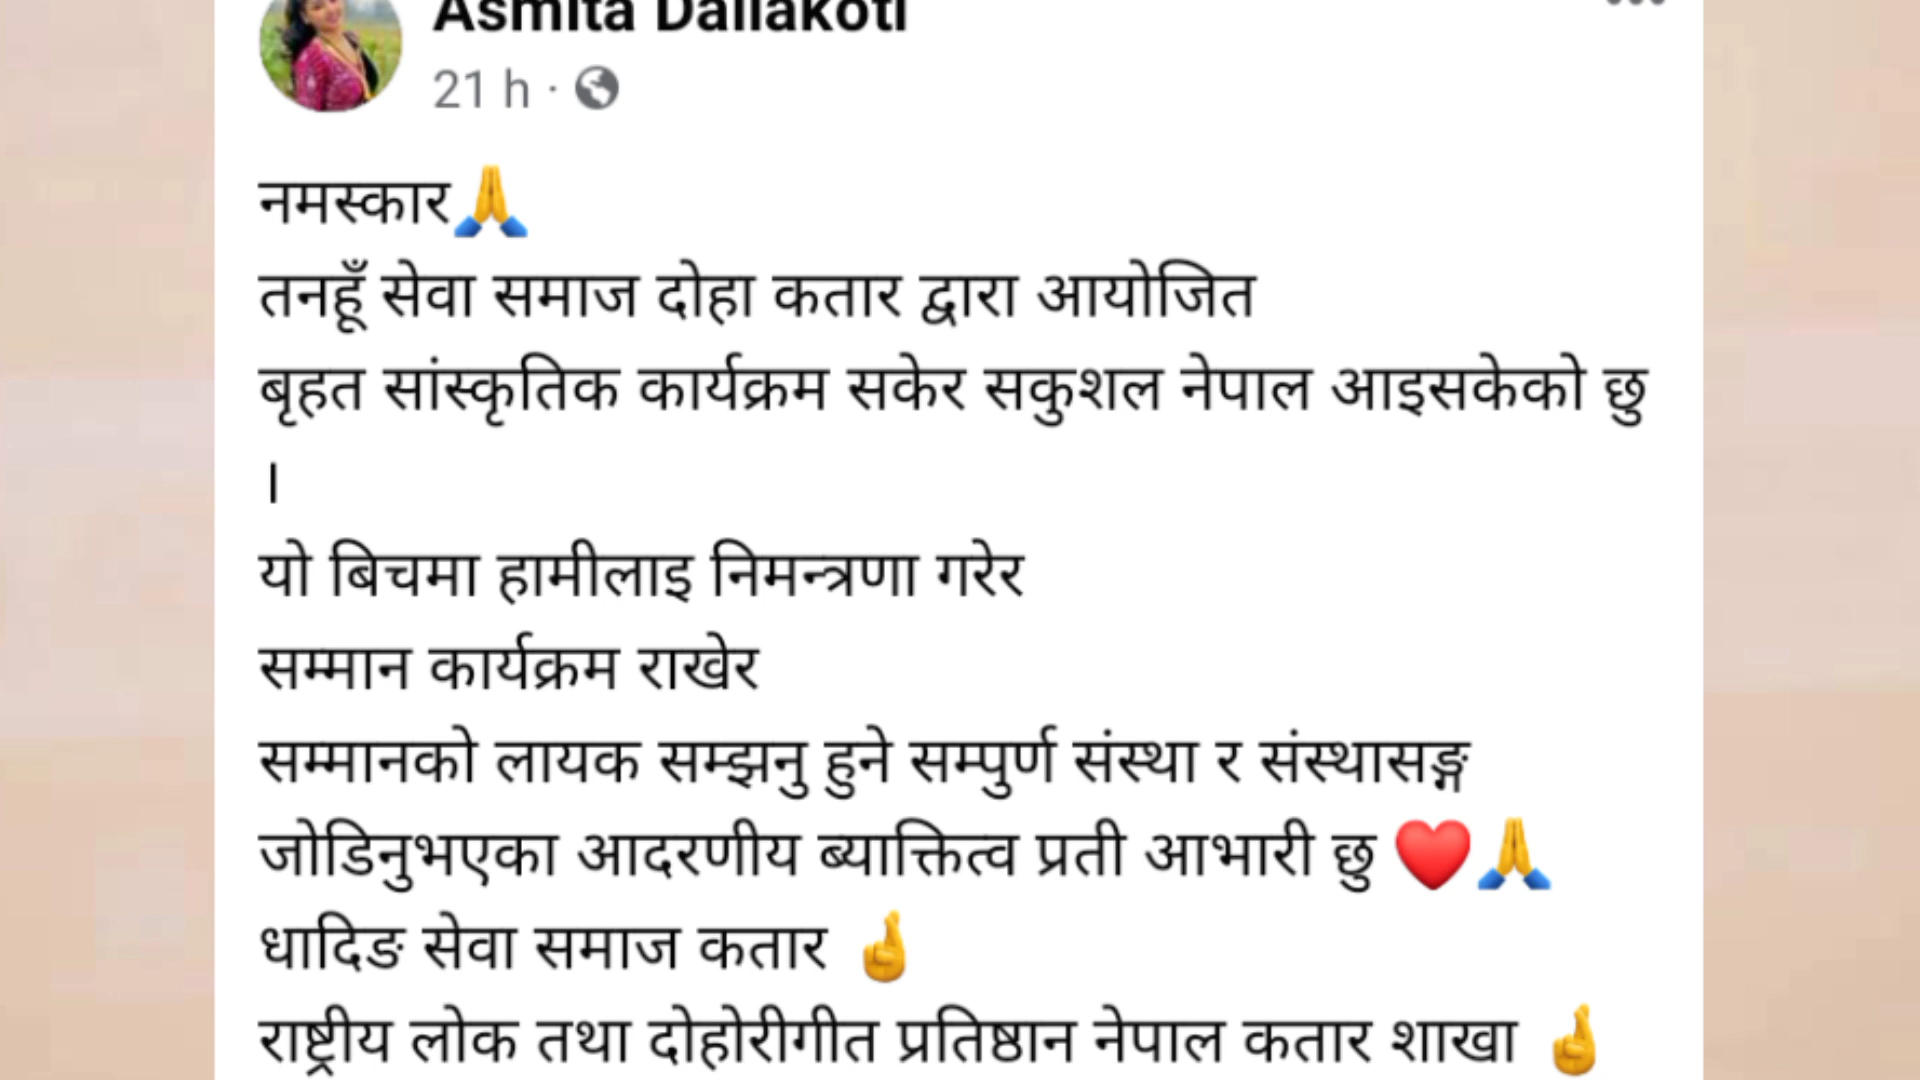 Asmita Dallakoti
21 h ·
नमस्कार🙏
तनहूँ सेवा समाज दोहा कतार द्वारा आयोजित
बृहत सांस्कृतिक कार्यक्रम सकेर सकुशल नेपाल आइसकेको छु
।
यो बिचमा हामीलाइ निमन्त्रणा गरेर
सम्मान कार्यक्रम राखेर
सम्मानको लायक सम्झनु हुने सम्पुर्ण संस्था र संस्थासङ्ग
जोडिनुभएका आदरणीय ब्याक्तित्व प्रती आभारी छु ❤️🙏
धादिङ सेवा समाज कतार 🤞
राष्ट्रीय लोक तथा दोहोरीगीत प्रतिष्ठान नेपाल कतार शाखा 🤞